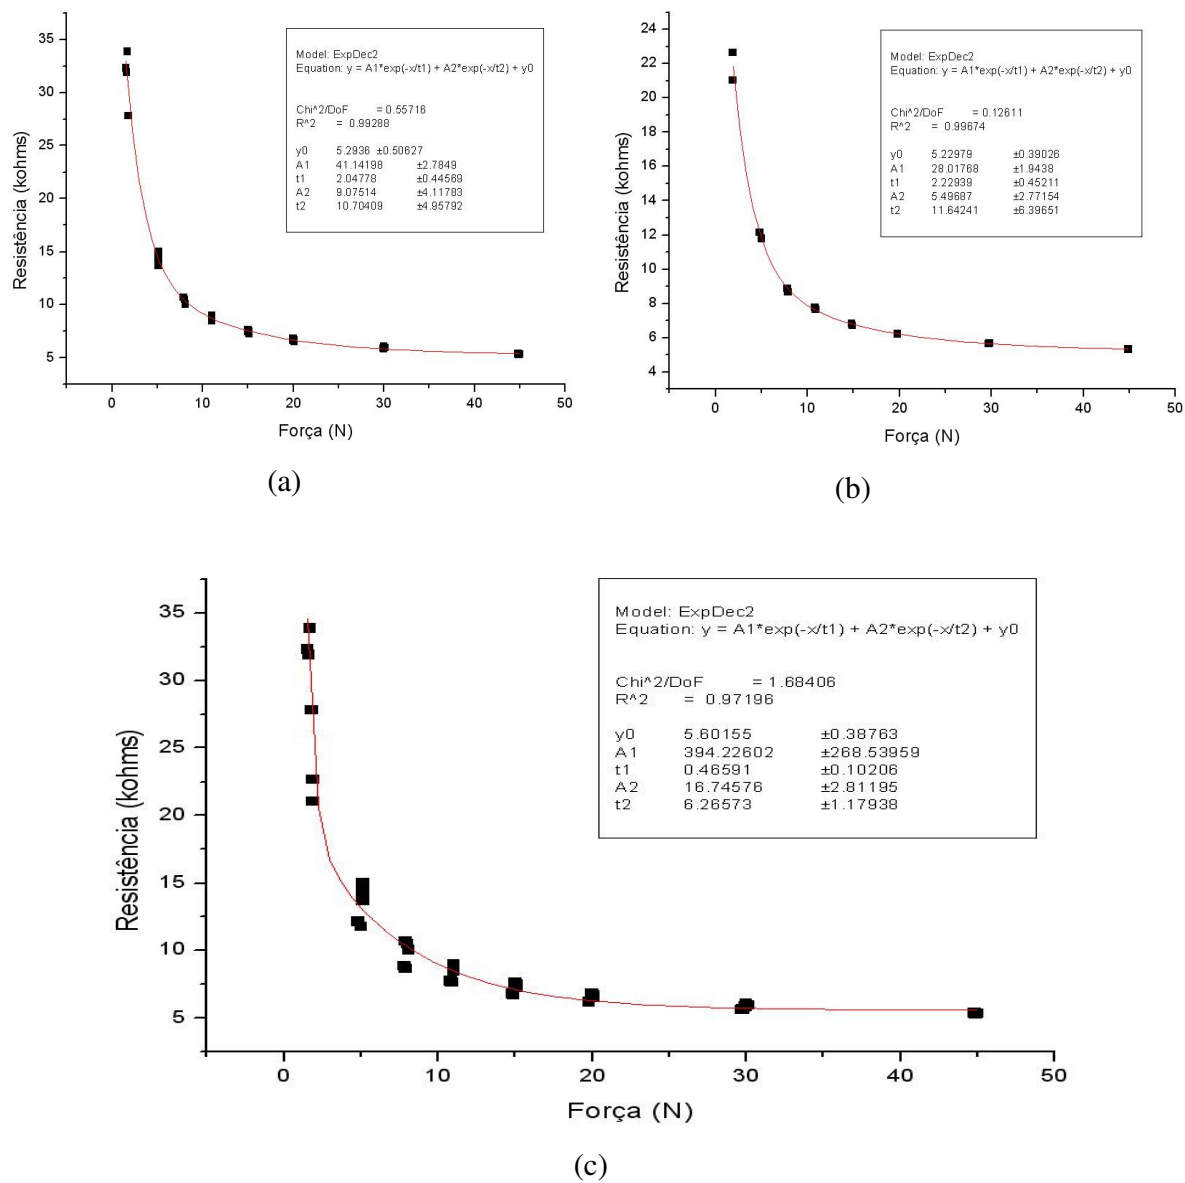 Model: ExpDec2
Equation: y = A1*exp(-x/t1) + A2*exp(-x/t2) + y0
Chi^2/DoF = 0.55716
R^2 = 0.99288
y0 5.2936 ±0.50627
A1 41.14198 ±2.7849
t1 2.04778 ±0.44569
A2 9.07514 ±4.11783
t2 10.70409 ±4.95792
35
30
25
20
15
10
5
Resistência (kohms)
0 10 20 30 40 50
Força (N)
(a)
Model: ExpDec2
Equation: y = A1*exp(-x/t1) + A2*exp(-x/t2) + y0
Chi^2/DoF = 0.12611
R^2 = 0.99674
y0 5.22979 ±0.39026
A1 28.01768 ±1.9438
t1 2.22939 ±0.45211
A2 5.49687 ±2.77154
t2 11.64241 ±6.39651
24
22
20
18
16
14
12
10
8
6
4
Resistência (kohms)
0 10 20 30 40 50
Força (N)
(b)
Model: ExpDec2
Equation: y = A1*exp(-x/t1) + A2*exp(-x/t2) + y0
Chi^2/DoF = 1.68406
R^2 = 0.97196
y0 5.60155 ±0.38763
A1 394.22602 ±268.53959
t1 0.46591 ±0.10206
A2 16.74576 ±2.81195
t2 6.26573 ±1.17938
35
30
25
20
15
10
5
Resistência (kohms)
0 10 20 30 40 50
Força (N)
(c)